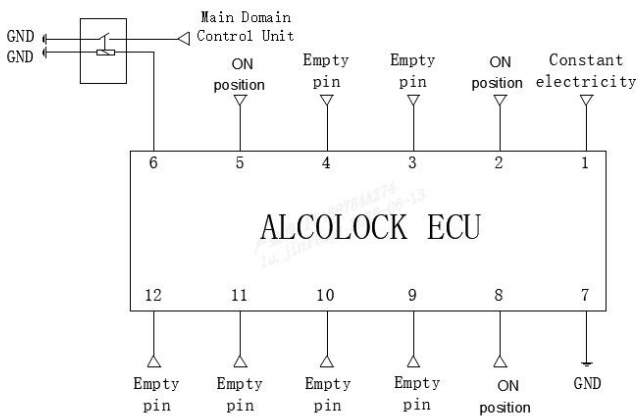 Main Domain
Control Unit
GND
GND
ON
position
Empty
pin
Empty
pin
ON
position
Constant
electricity
6 5 4 3 2 1
ALCOLOCK ECU
12 11 10 9 8 7
Empty
pin
Empty
pin
Empty
pin
Empty
pin
ON
position
GND